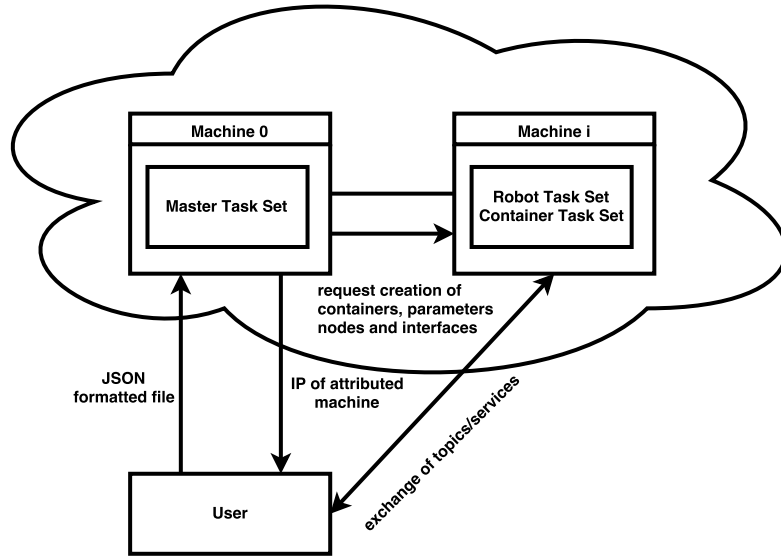 Machine 0
Machine i
Master Task Set
Robot Task Set
Container Task Set
request creation of
containers, parameters
nodes and interfaces
JSON
formatted file
IP of attributed
machine
exchange of topics/services
User